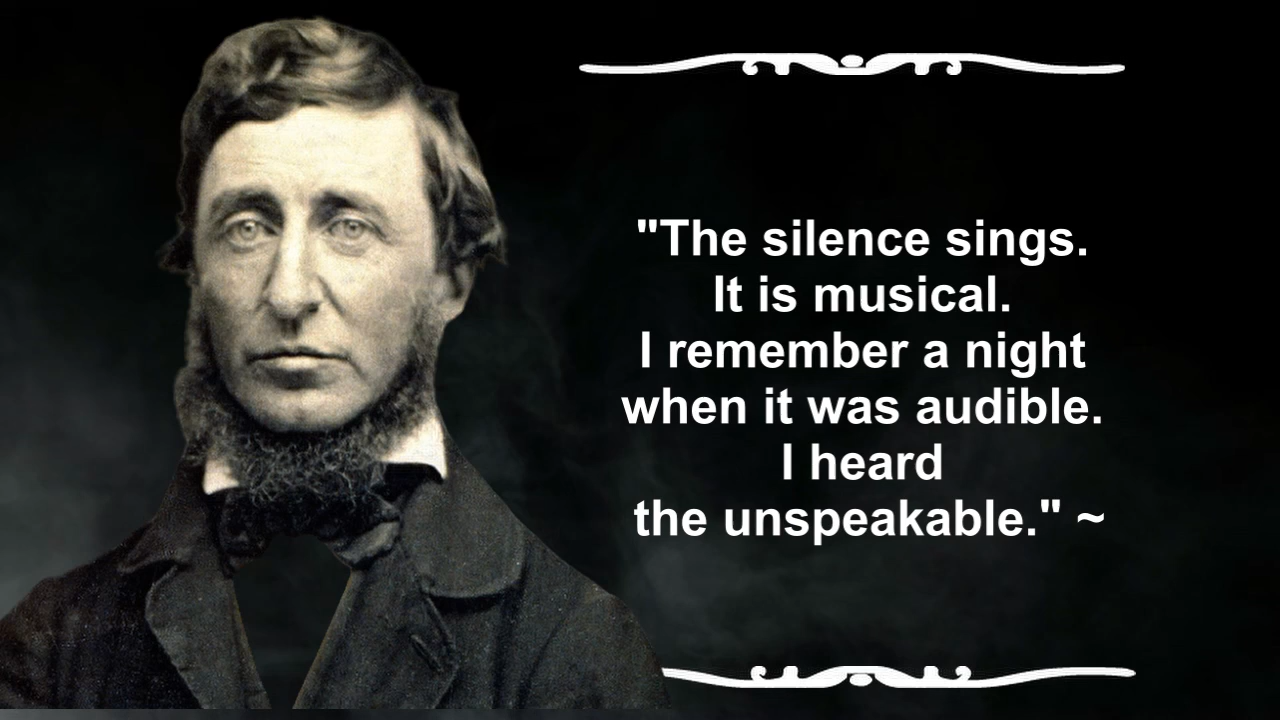 "The silence sings.
It is musical.
I remember a night
when it was audible.
I heard
the unspeakable." ~